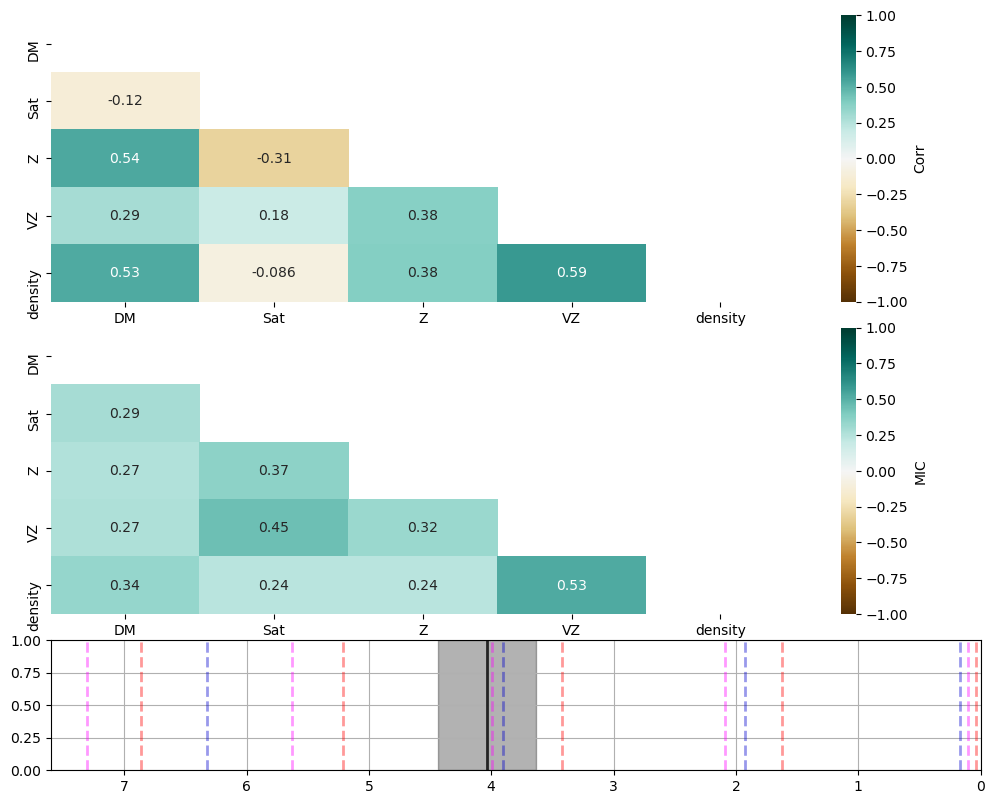 DM
Sat
Z
VZ
density
-0.12
0.54 -0.31
0.29 0.18 0.38
0.53 -0.086 0.38 0.59
DM Sat Z VZ density
1.00
0.75
0.50
0.25
0.00
−0.25
−0.50
−0.75
−1.00
Corr
DM
Sat
Z
VZ
density
0.29
0.27 0.37
0.27 0.45 0.32
0.34 0.24 0.24 0.53
DM Sat Z VZ density
1.00
0.75
0.50
0.25
0.00
−0.25
−0.50
−0.75
−1.00
MIC
1.00
0.75
0.50
0.25
0.00
7 6 5 4 3 2 1 0